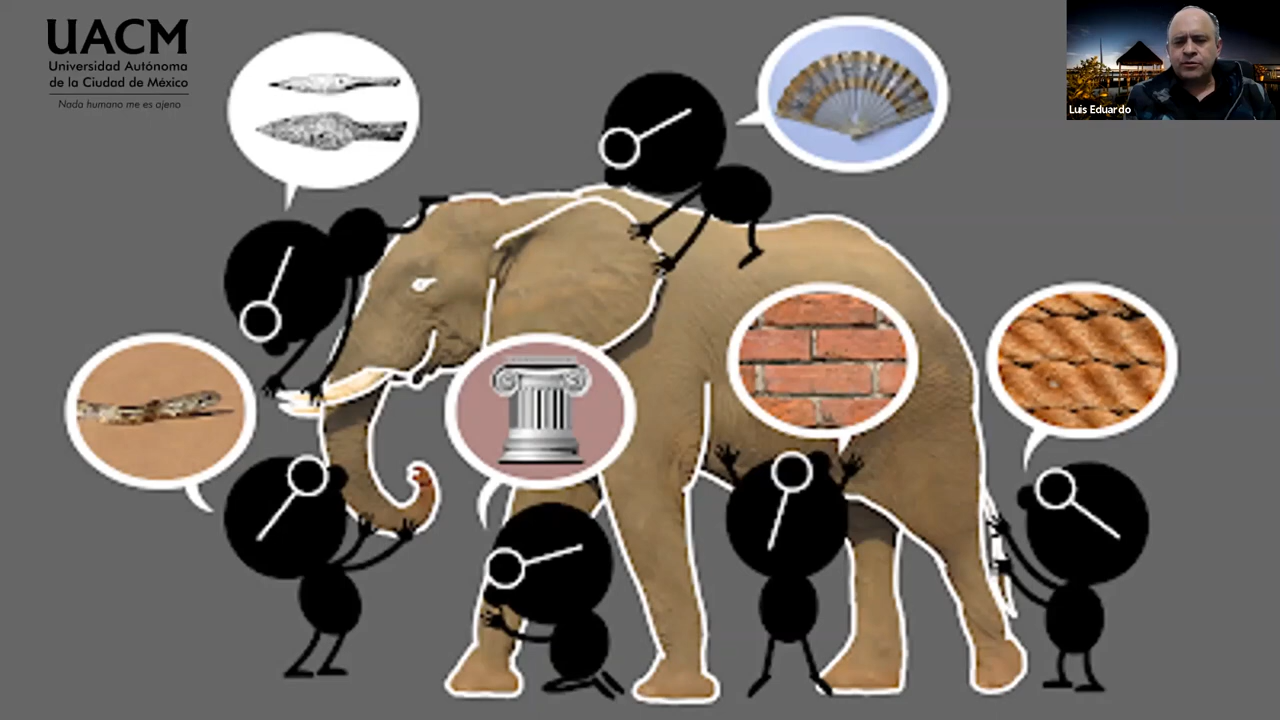 UACM
Universidad Autónoma
de la Ciudad de México
Nada humano me es ajeno
Luis Eduardo